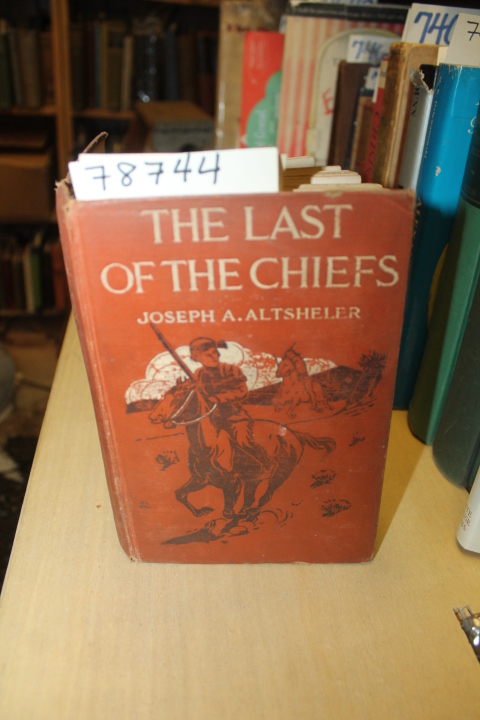 78744
THE LAST
OF THE CHIEFS
JOSEPH A. ALTSHELER